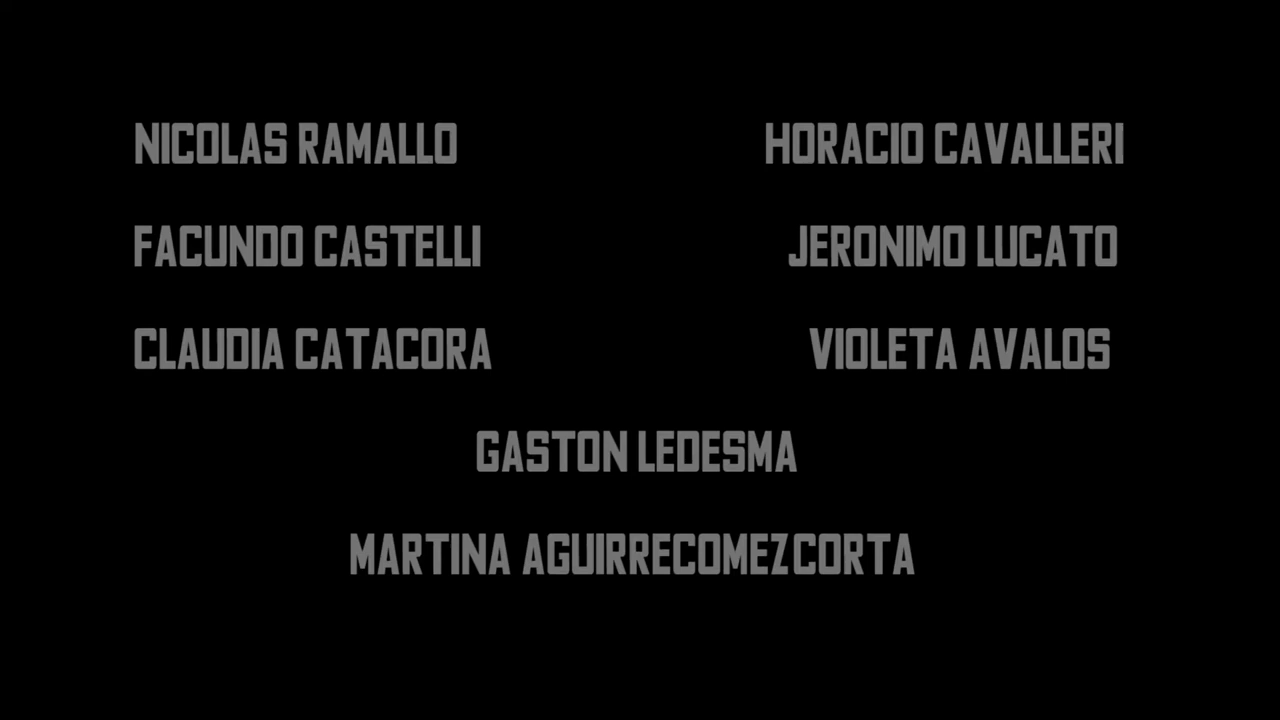 NICOLAS RAMALLO HORACIO CAVALLERI
FACUNDO CASTELLI JERONIMO LUCATO
CLAUDIA CATACORA VIOLETA AVALOS
GASTON LEDESMA
MARTINA AGUIRRECOMEZCORTA